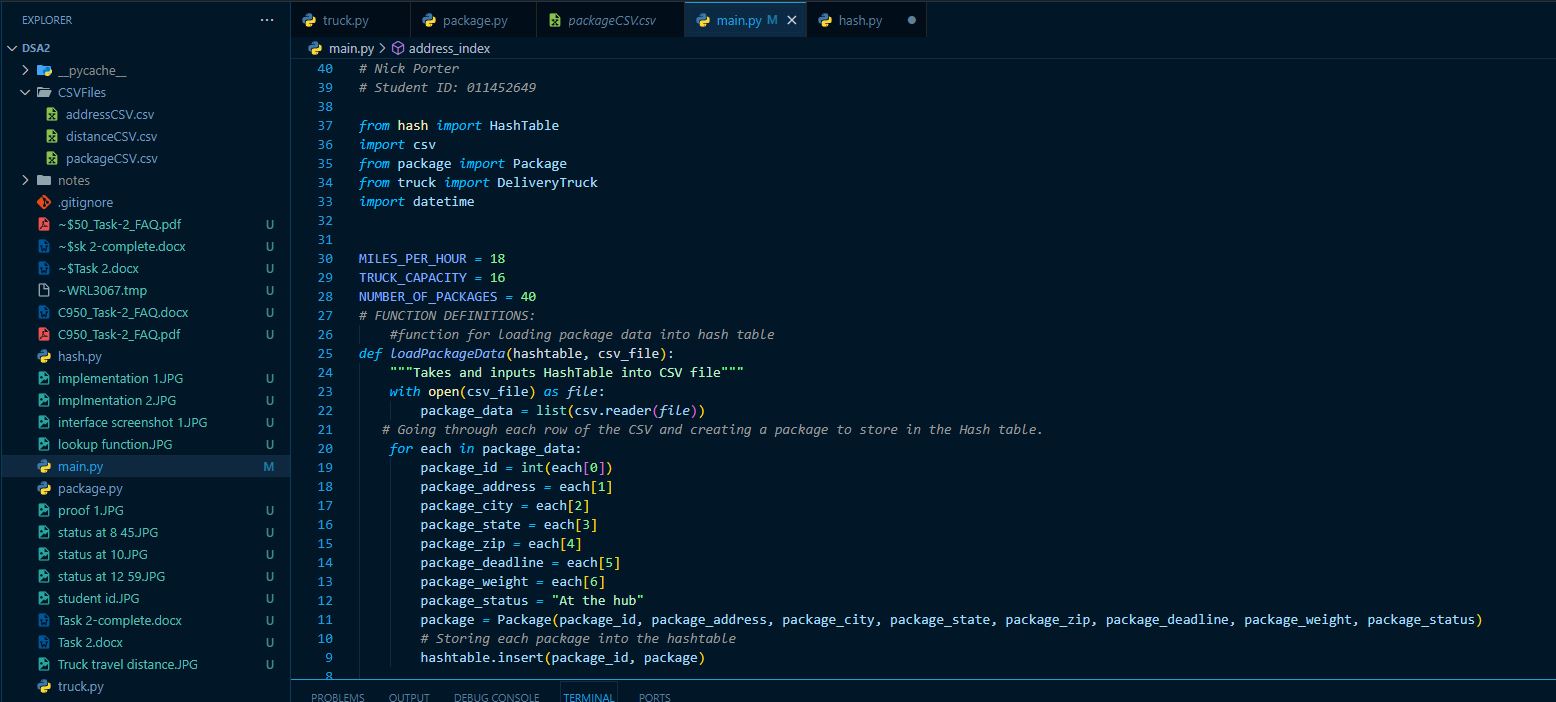 EXPLORER
...
DSA2
__pycache__
CSVFiles
addressCSV.csv
distanceCSV.csv
packageCSV.csv
notes
.gitignore
~$50_Task-2_FAQ.pdf U
~$sk 2-complete.docx U
~$Task 2.docx U
~WRL3067.tmp U
C950_Task-2_FAQ.docx U
C950_Task-2_FAQ.pdf U
hash.py
implementation 1.JPG U
implmentation 2.JPG U
interface screenshot 1.JPG U
lookup function.JPG U
main.py M
package.py
proof 1.JPG U
status at 8 45.JPG U
status at 10.JPG U
status at 12 59.JPG U
student id.JPG U
Task 2-complete.docx U
Task 2.docx U
Truck travel distance.JPG U
truck.py
truck.py package.py packageCSV.csv main.py M hash.py
main.py > address_index
40 # Nick Porter
39 # Student ID: 011452649
38
37 from hash import HashTable
36 import csv
35 from package import Package
34 from truck import DeliveryTruck
33 import datetime
32
31
30 MILES_PER_HOUR = 18
29 TRUCK_CAPACITY = 16
28 NUMBER_OF_PACKAGES = 40
27 # FUNCTION DEFINITIONS:
26 #function for loading package data into hash table
25 def loadPackageData(hashtable, csv_file):
24 """Takes and inputs HashTable into CSV file"""
23 with open(csv_file) as file:
22 package_data = list(csv.reader(file))
21 # Going through each row of the CSV and creating a package to store in the Hash table.
20 for each in package_data:
19 package_id = int(each[0])
18 package_address = each[1]
17 package_city = each[2]
16 package_state = each[3]
15 package_zip = each[4]
14 package_deadline = each[5]
13 package_weight = each[6]
12 package_status = "At the hub"
11 package = Package(package_id, package_address, package_city, package_state, package_zip, package_deadline, package_weight, package_status)
10 # Storing each package into the hashtable
9 hashtable.insert(package_id, package)
8
PROBLEMS OUTPUT DEBUG CONSOLE TERMINAL PORTS